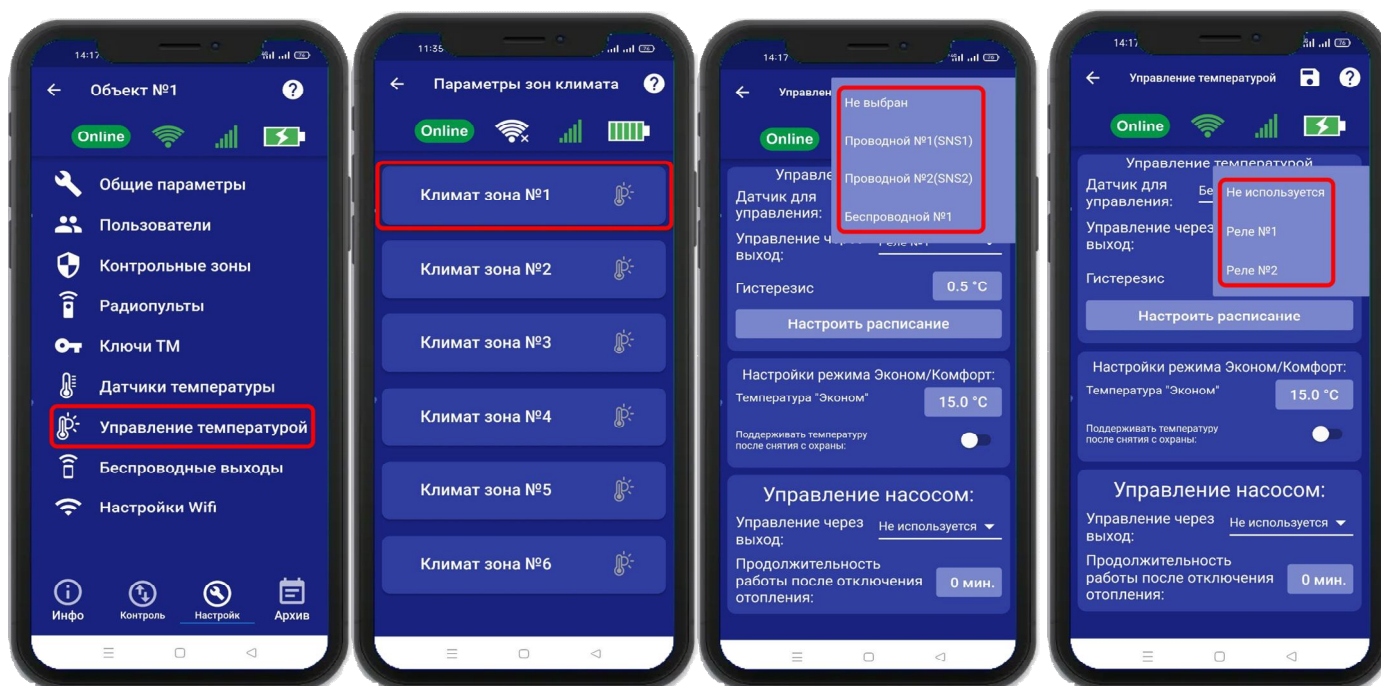 14:17
76
Объект №1
?
Online
Общие параметры
Пользователи
Контрольные зоны
Радиопульты
Ключи ТМ
Датчики температуры
Управление температурой
Беспроводные выходы
Настройки Wifi
Инфо
Контроль
Настройк
Архив
11:35
76
Параметры зон климата
?
Online
Климат зона №1
Климат зона №2
Климат зона №3
Климат зона №4
Климат зона №5
Климат зона №6
14:17
76
Управлен
Не выбран
Проводной №1(SNS1)
Проводной №2(SNS2)
Беспроводной №1
Online
Управле
Датчик для
управления:
Управление ч
Реле №1
выход:
Гистерезис
0.5 °C
Настроить расписание
Настройки режима Эконом/Комфорт:
Температура "Эконом"
15.0 °C
Поддерживать температуру
после снятия с охраны:
Управление насосом:
Управление через
выход:
Не используется
Продолжительность
работы после отключения
отопления:
0 мин.
14:17
76
Управление температурой
?
Online
Управление температурой
Датчик для
управления:
Бе
Не используется
Реле №1
Реле №2
Управление через
выход:
Гистерезис
Настроить расписание
Настройки режима Эконом/Комфорт:
Температура "Эконом"
15.0 °C
Поддерживать температуру
после снятия с охраны:
Управление насосом:
Управление через
выход:
Не используется
Продолжительность
работы после отключения
отопления:
0 мин.